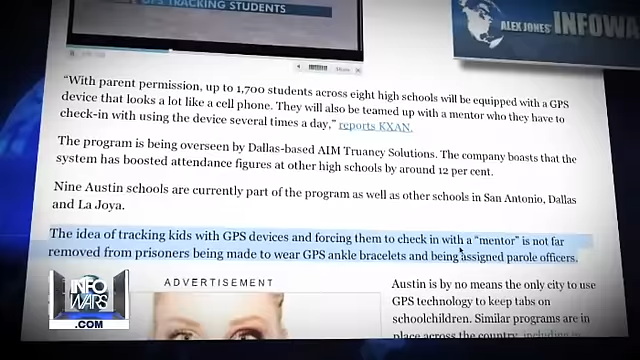 GPS TRACKING STUDENTS
ALEX JONES' INFOWA
“With parent permission, up to 1,700 students across eight high schools will be equipped with a GPS
device that looks a lot like a cell phone. They will also be teamed up with a mentor who they have to
check-in with using the device several times a day,” reports KXAN.
The program is being overseen by Dallas-based AIM Truancy Solutions. The company boasts that the
system has boosted attendance figures at other high schools by around 12 per cent.
Nine Austin schools are currently part of the program as well as other schools in San Antonio, Dallas
and La Joya.
The idea of tracking kids with GPS devices and forcing them to check in with a “mentor” is not far
removed from prisoners being made to wear GPS ankle bracelets and being assigned parole officers.
ADVERTISEMENT
Austin is by no means the only city to use
GPS technology to keep tabs on
schoolchildren. Similar programs are in
place across the country, including in
INFO
WARS
.COM